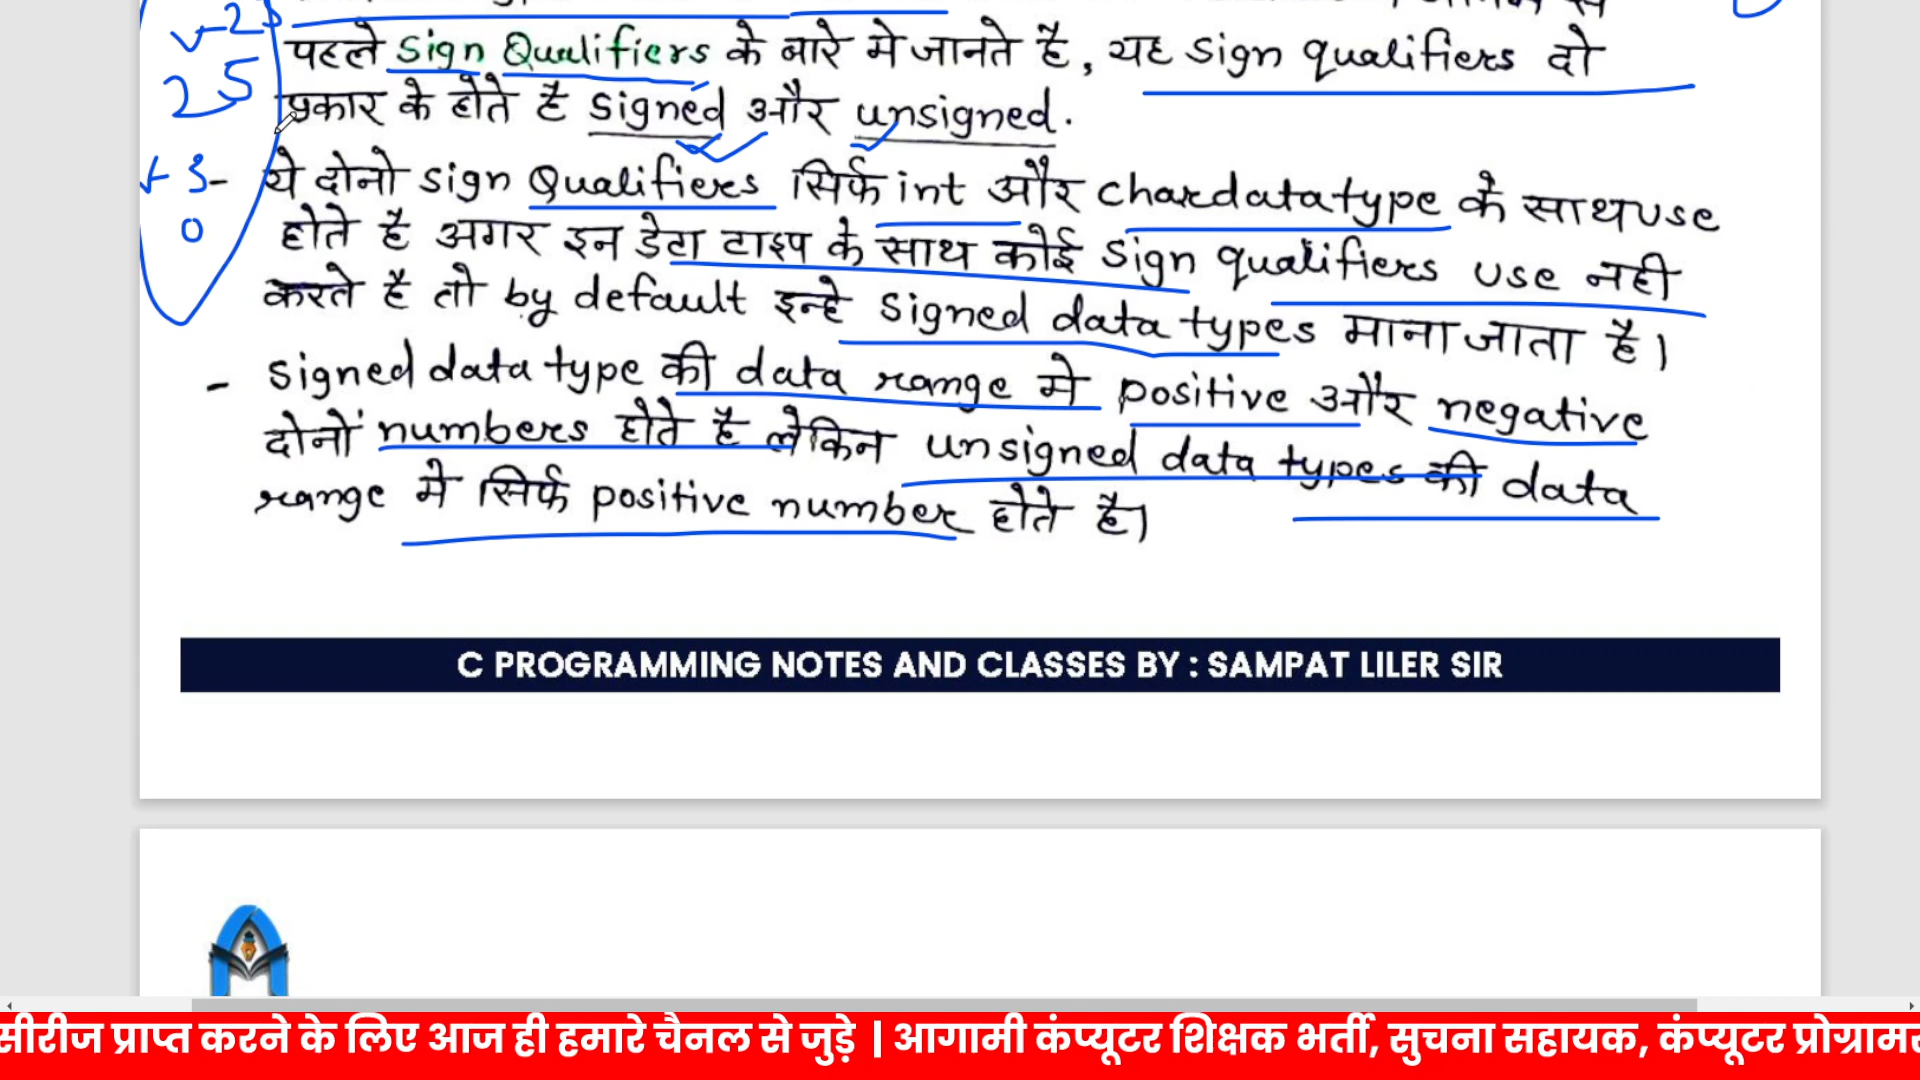 -25
पहले Sign Qualifiers के बारे मे जानते है, यह sign qualifiers दो
25
प्रकार के होते है signed और unsigned.
+3
- ये दोनो sign Qualifiers सिर्फ int और chardatatype के साथ use
0
होते है अगर इन डेटा टाइप के साथ कोई sign qualifiers use नही
करते है तो by default इन्हे signed data types माना जाता है।
- signed data type की data range मे positive और negative
दोनों numbers होते है लेकिन unsigned data types की data
range मे सिर्फ positive number होते है।
C PROGRAMMING NOTES AND CLASSES BY : SAMPAT LILER SIR
सीरीज प्राप्त करने के लिए आज ही हमारे चैनल से जुड़े | आगामी कंप्यूटर शिक्षक भर्ती, सुचना सहायक, कंप्यूटर